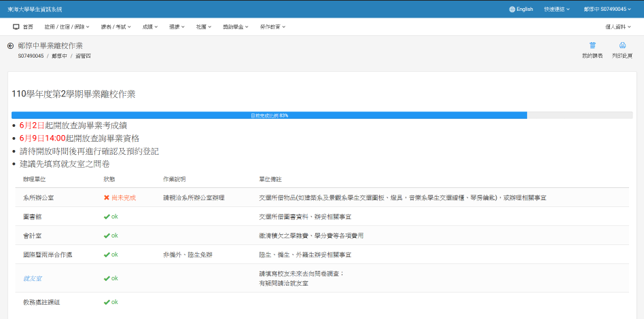 東海大學學生資訊系統
English
快速連結
鄭惇中 S07490045
首頁
註冊 / 住宿 / 網路
課表 / 考試
成績
選課
社團
獎助學金
勞作教育
個人資料
鄭惇中畢業離校作業
S07490045 / 鄭惇中 / 營管四
我的課表
列印此頁
110學年度第2學期畢業離校作業
目前完成比例 83%
6月2日起開放查詢畢業考成績
6月9日14:00起開放查詢畢業資格
請待開放時間後再進行確認及預約登記
建議先填寫就友室之問卷
辦理單位 狀態 作業說明 單位備註
系所辦公室 尚未完成 請親洽系所辦公室辦理 交還所借物品(如建築系及景觀系學生交還圖板、燈具，音樂系學生交還譜櫃、琴房鑰匙)，或辦理相關事宜
圖書館 ok 交還所借圖書資料，辦妥相關事宜
會計室 ok 繳清積欠之學雜費、學分費等各項費用
國際暨兩岸合作處 ok 非僑外、陸生免辦 陸生、僑生、外籍生辦妥相關事宜
就友室 ok 請填寫校友未來去向問卷調查；
有疑問請洽就友室
教務處註課組 ok